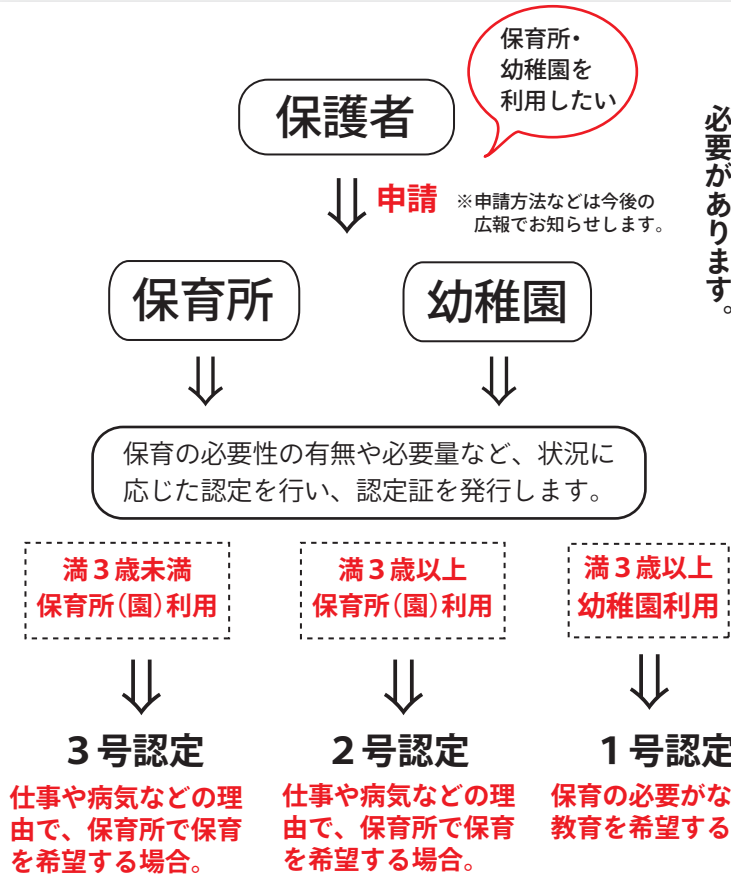 保育所・
幼稚園を
利用したい
保護者
必要があります。
申請
※申請方法などは今後の
広報でお知らせします。
保育所
幼稚園
保育の必要性の有無や必要量など、状況に
応じた認定を行い、認定証を発行します。
満３歳未満
保育所（園）利用
満３歳以上
保育所（園）利用
満３歳以上
幼稚園利用
３号認定
仕事や病気などの理
由で、保育所で保育
を希望する場合。
２号認定
仕事や病気などの理
由で、保育所で保育
を希望する場合。
１号認定
保育の必要がな
教育を希望する